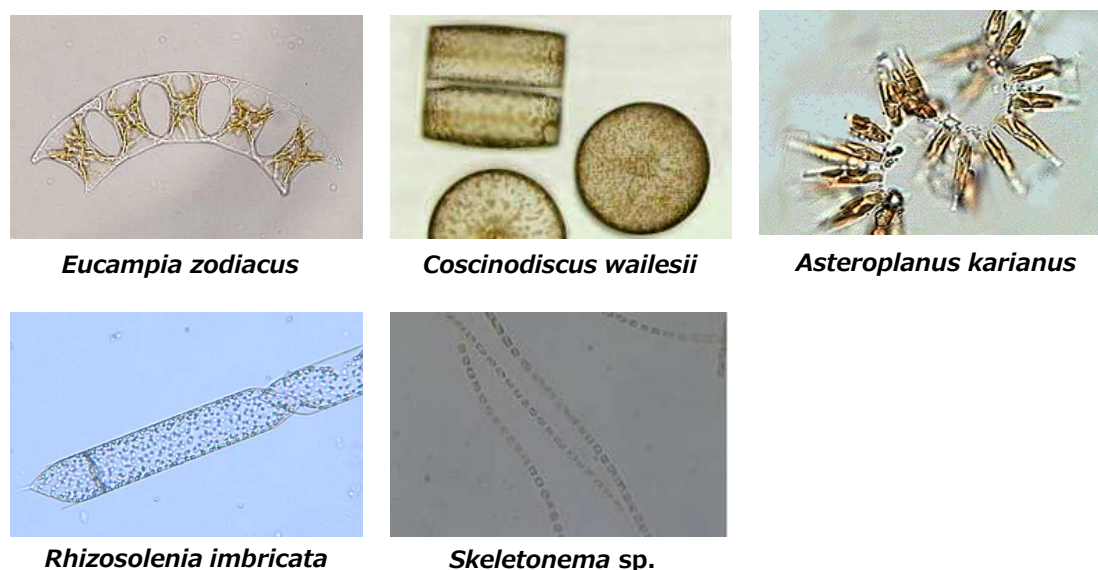 Eucampia zodiacus
Coscinodiscus wailesii
Asteroplanus karianus
Rhizosolenia imbricata
Skeletonema sp.